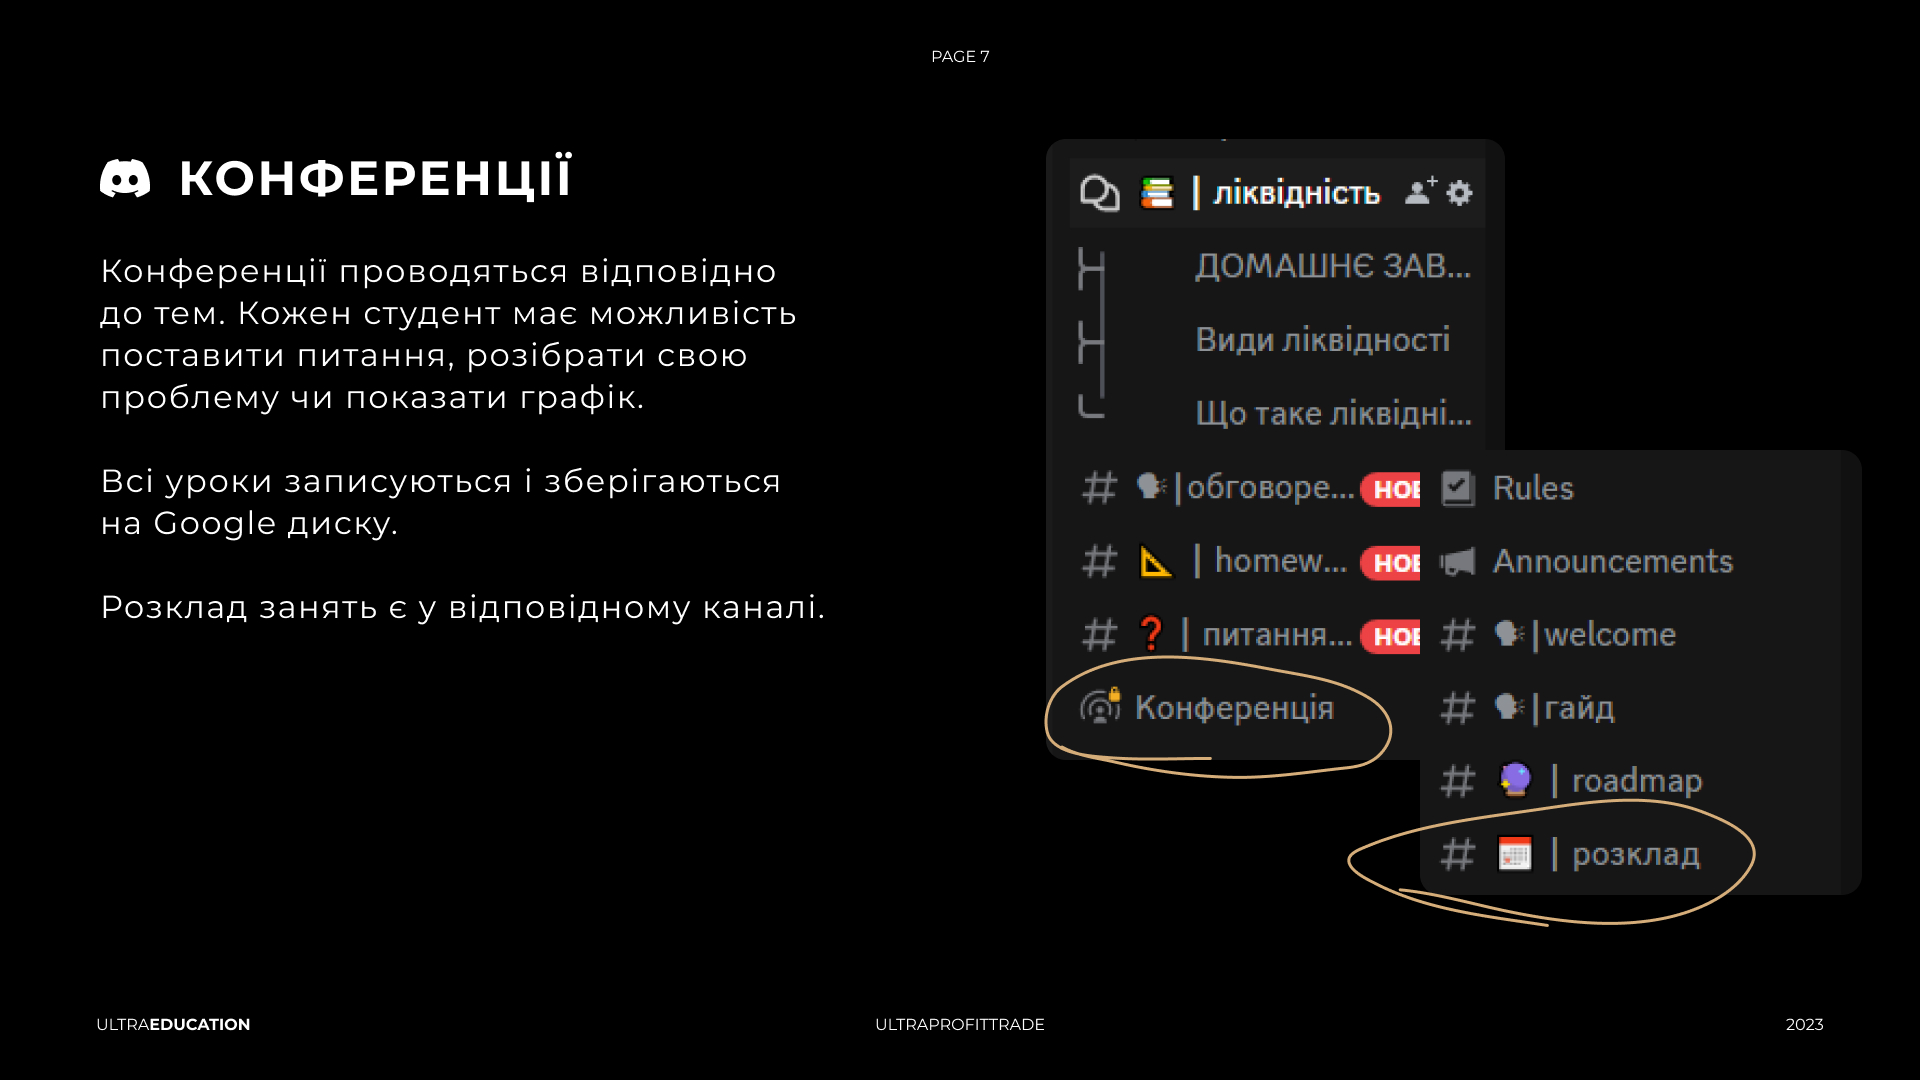 PAGE 7
КОНФЕРЕНЦІЇ
Конференції проводяться відповідно
до тем. Кожен студент має можливість
поставити питання, розібрати свою
проблему чи показати графік.
Всі уроки записуються і зберігаються
на Google диску.
Розклад занять є у відповідному каналі.
| ліквідність
ДОМАШНЄ ЗАВ...
Види ліквідності
Що таке ліквідні...
|обговоре... НОВ
| homew... НОВ
| питання... НОВ
Конференція
Rules
Announcements
|welcome
|гайд
| roadmap
| розклад
ULTRAEDUCATION
ULTRAPROFITTRADE
2023